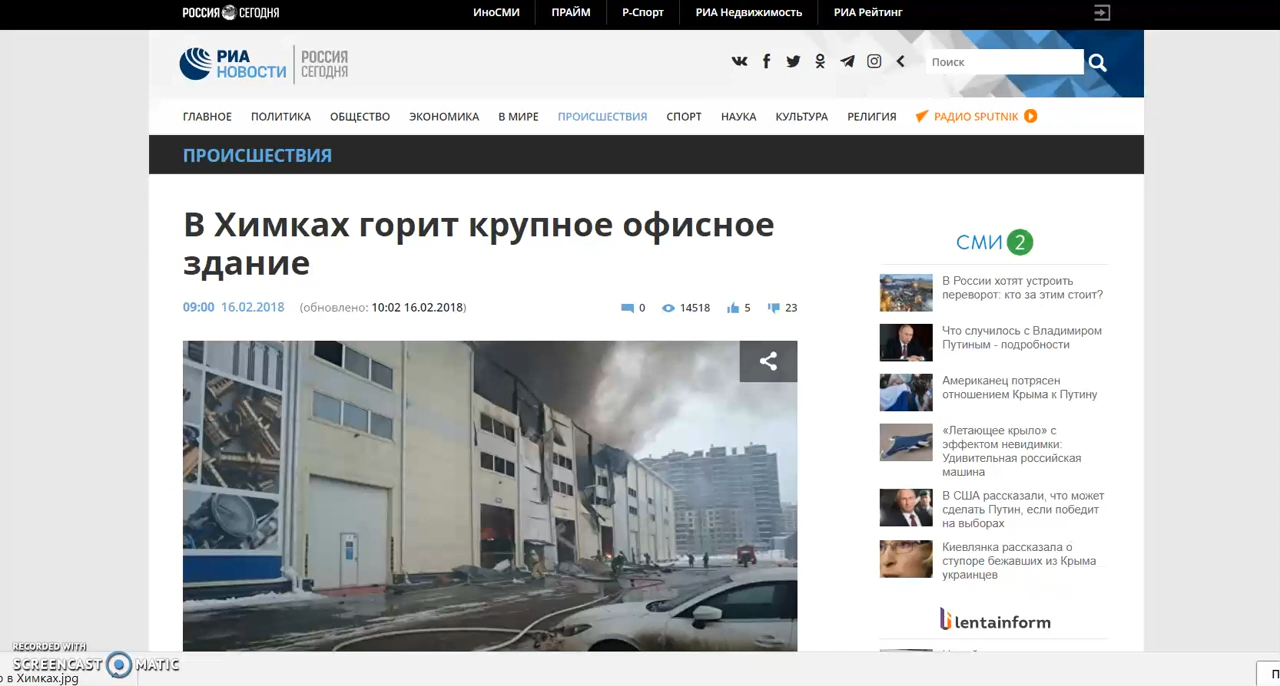 РОССИЯ СЕГОДНЯ
ИноСМИ
ПРАЙМ
Р-Спорт
РИА Недвижимость
РИА Рейтинг
РИА
НОВОСТИ
РОССИЯ
СЕГОДНЯ
Поиск
ГЛАВНОЕ
ПОЛИТИКА
ОБЩЕСТВО
ЭКОНОМИКА
В МИРЕ
ПРОИСШЕСТВИЯ
СПОРТ
НАУКА
КУЛЬТУРА
РЕЛИГИЯ
РАДИО SPUTNIK
ПРОИСШЕСТВИЯ
В Химках горит крупное офисное
здание
09:00 16.02.2018 (обновлено: 10:02 16.02.2018)
0
14518
5
23
СМИ 2
В России хотят устроить
переворот: кто за этим стоит?
Что случилось с Владимиром
Путиным - подробности
Американец потрясен
отношением Крыма к Путину
«Летающее крыло» с
эффектом невидимки:
Удивительная российская
машина
В США рассказали, что может
сделать Путин, если победит
на выборах
Киевлянка рассказала о
ступоре бежавших из Крыма
украинцев
lentainform
RECORDED WITH
SCREENCAST MATIC
в Химках.jpg